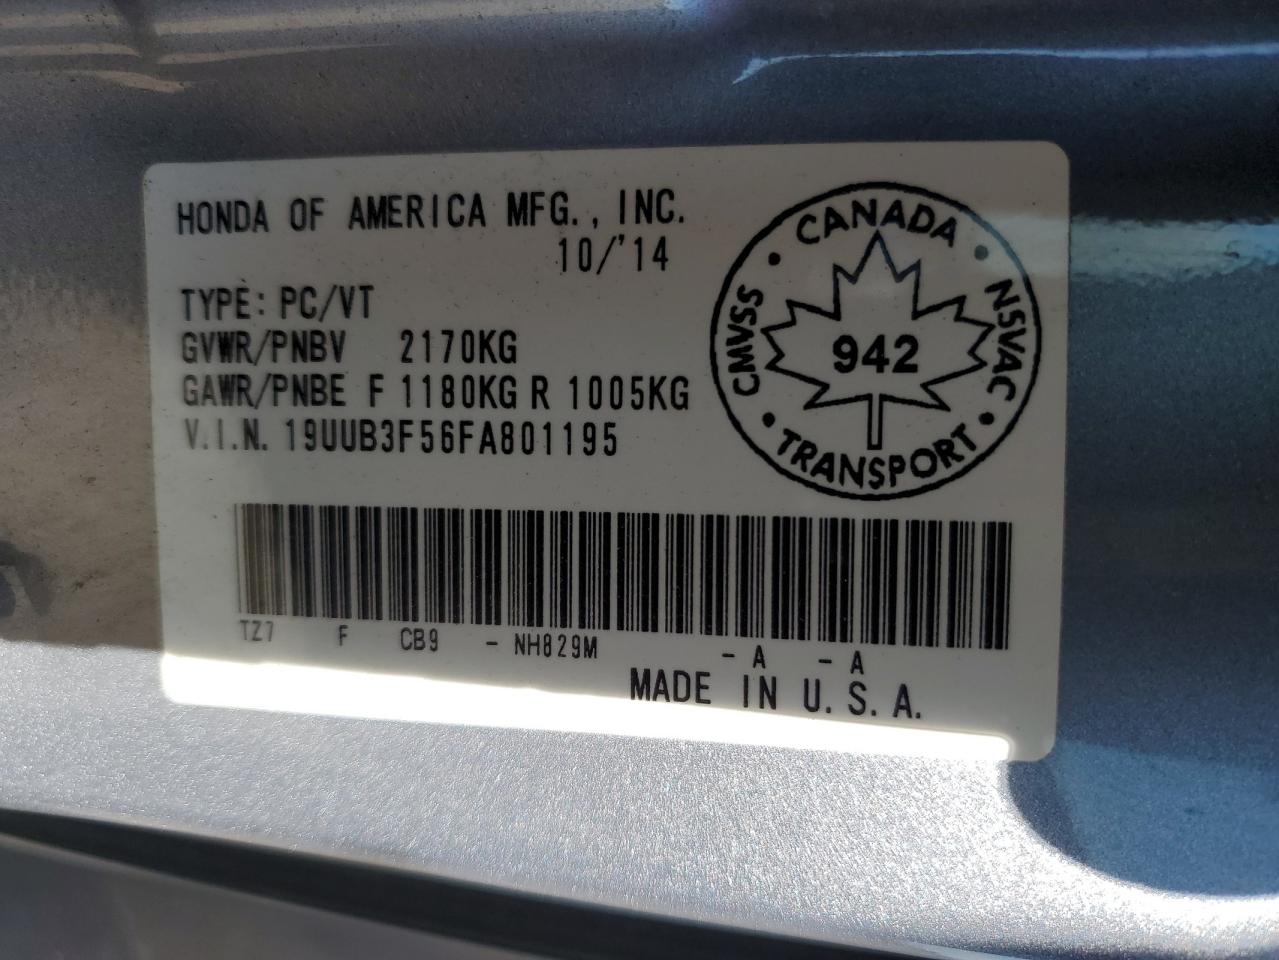 HONDA OF AMERICA MFG., INC.
10/'14
TYPE: PC/VT
GVWR/PNBV 2170KG
GAWR/PNBE F 1180KG R 1005KG
V.I.N. 19UUB3F56FA801195
CANADA
CMVSS
942
NSVAC
TRANSPORT
TZ7 F CB9 - NH829M - A - A
MADE IN U.S.A.